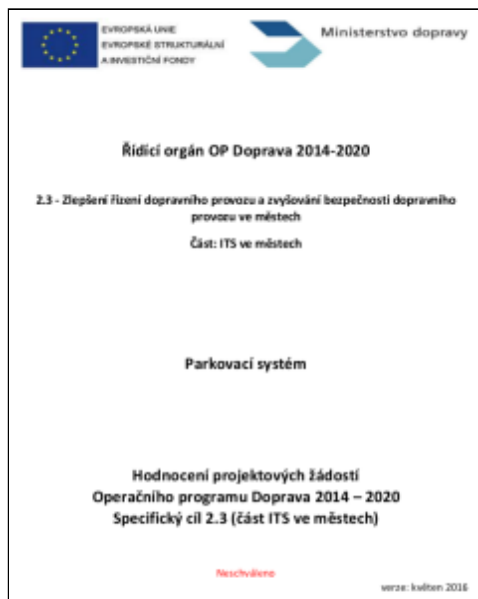 EVROPSKÁ UNIE
EVROPSKÉ STRUKTURÁLNÍ
A INVESTIČNÍ FONDY
Ministerstvo dopravy
Řídicí orgán OP Doprava 2014-2020
2.3 - Zlepšení řízení dopravního provozu a zvyšování bezpečnosti dopravního
provozu ve městech
Část: ITS ve městech
Parkovací systém
Hodnocení projektových žádostí
Operačního programu Doprava 2014 – 2020
Specifický cíl 2.3 (část ITS ve městech)
Neschváleno
verze: květen 2016